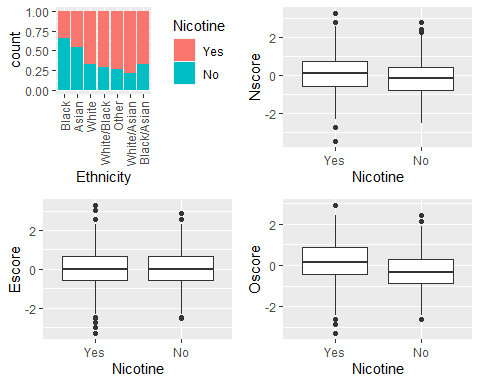 count
1.00
0.75
0.50
0.25
0.00
Black
Asian
White
White/Black
Other
White/Asian
Black/Asian
Ethnicity
Nicotine
Yes
No
Nscore
2
0
-2
Yes
No
Nicotine
Escore
2
0
-2
Yes
No
Nicotine
Oscore
2
0
-2
Yes
No
Nicotine